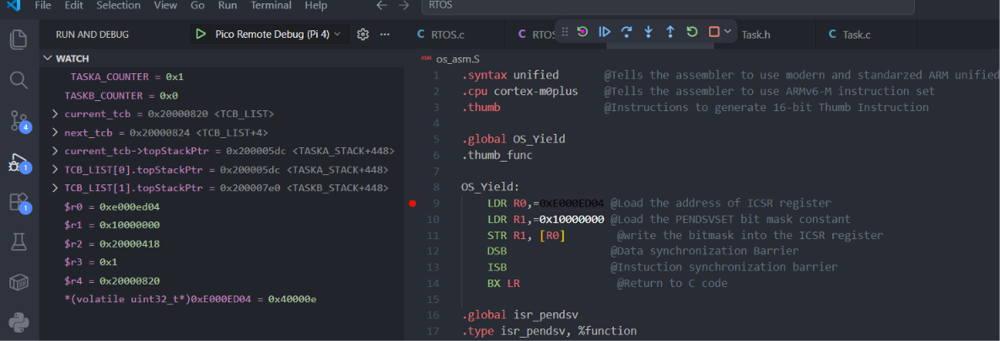 File Edit Selection View Go Run Terminal Help RTOS
RUN AND DEBUG Pico Remote Debug (Pi 4) RTOS.c RTOS Task.h Task.c
WATCH
TASKA_COUNTER = 0x1
TASKB_COUNTER = 0x0
current_tcb = 0x20000820 <TCB_LIST>
next_tcb = 0x20000824 <TCB_LIST+4>
current_tcb->topStackPtr = 0x200005dc <TASKA_STACK+448>
TCB_LIST[0].topStackPtr = 0x200005dc <TASKA_STACK+448>
TCB_LIST[1].topStackPtr = 0x200007e0 <TASKB_STACK+448>
$r0 = 0xe000ed04
$r1 = 0x10000000
$r2 = 0x20000418
$r3 = 0x1
$r4 = 0x20000820
*(volatile uint32_t*)0xE000ED04 = 0x40000e
4
1
1
ASM os_asm.S
1 .syntax unified @Tells the assembler to use modern and standarzed ARM unified
2 .cpu cortex-m0plus @Tells the assembler to use ARMv6-M instruction set
3 .thumb @Instructions to generate 16-bit Thumb Instruction
4
5 .global OS_Yield
6 .thumb_func
7
8 OS_Yield:
9 LDR R0,=0xE000ED04 @Load the address of ICSR register
10 LDR R1,=0x10000000 @Load the PENDSVSET bit mask constant
11 STR R1, [R0] @write the bitmask into the ICSR register
12 DSB @Data synchronization Barrier
13 ISB @Instuction synchronization barrier
14 BX LR @Return to C code
15
16 .global isr_pendsv
17 .type isr_pendsv, %function